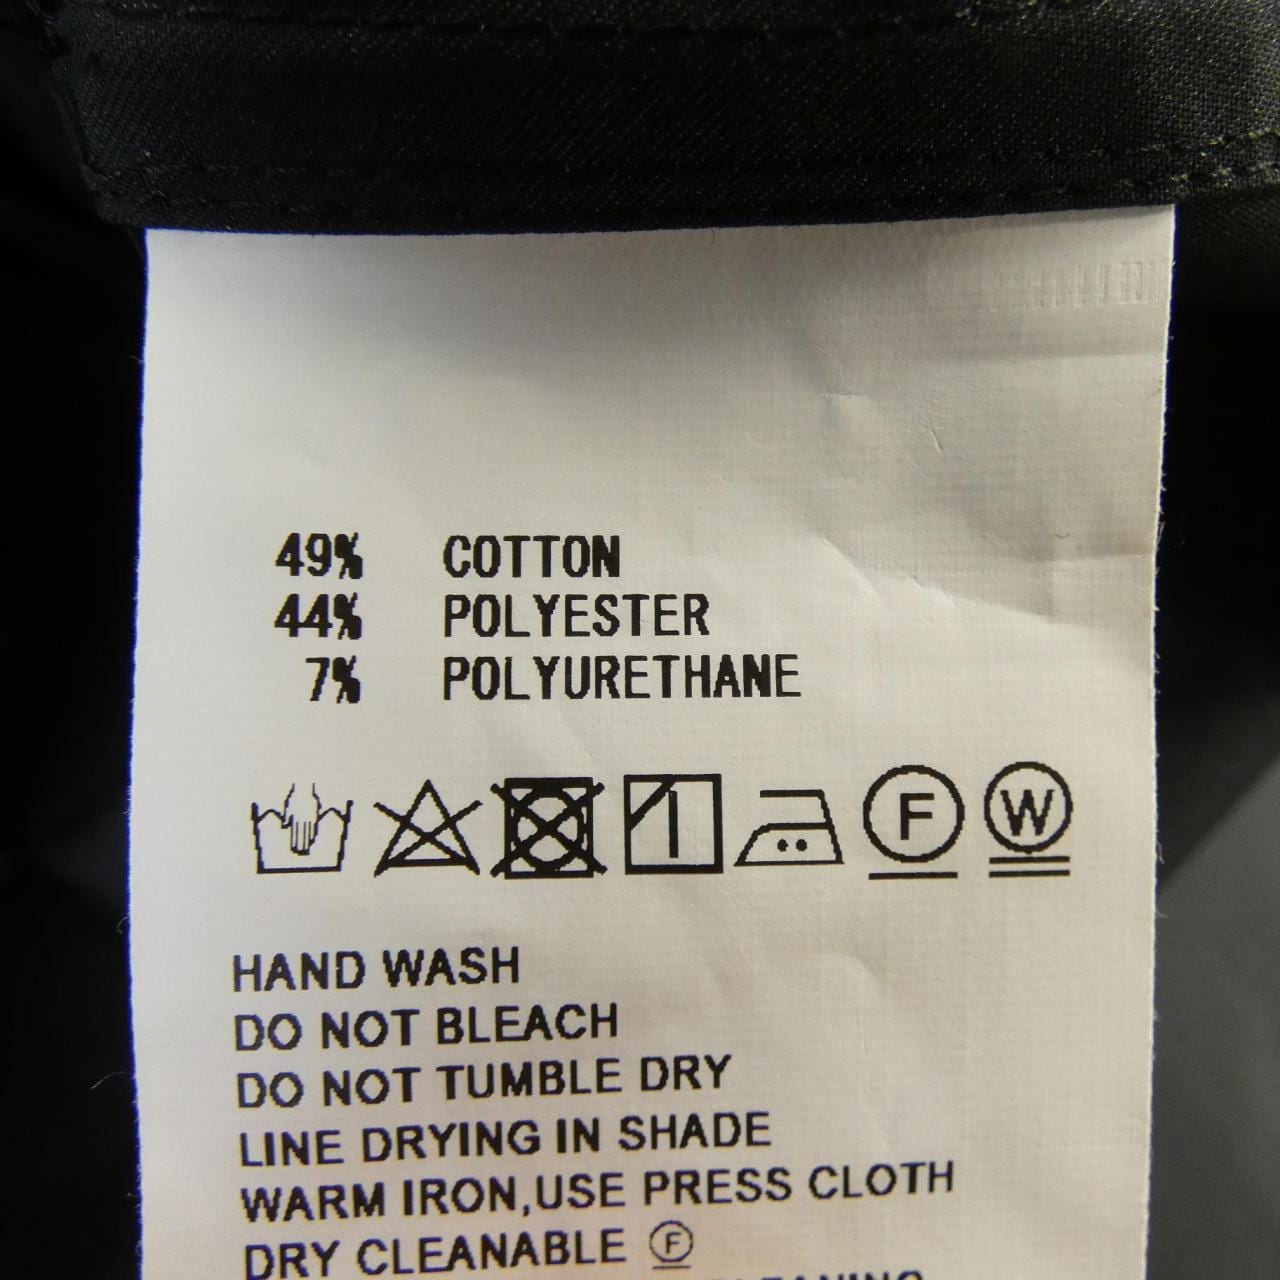 49% COTTON
44% POLYESTER
7% POLYURETHANE
F W
HAND WASH
DO NOT BLEACH
DO NOT TUMBLE DRY
LINE DRYING IN SHADE
WARM IRON,USE PRESS CLOTH
DRY CLEANABLE F